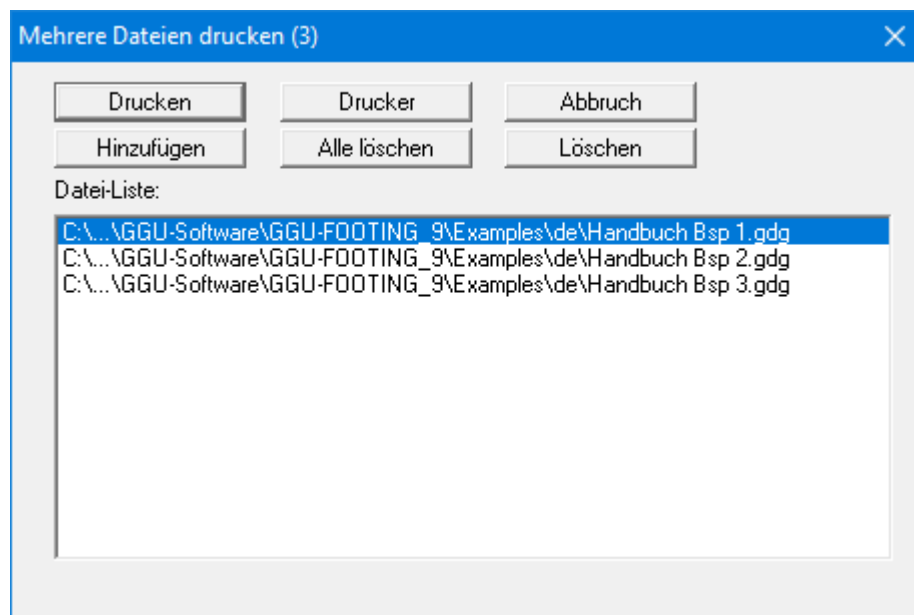 Mehrere Dateien drucken (3)
Drucken Drucker Abbruch
Hinzufügen Alle löschen Löschen
Datei-Liste:
C:\...\GGU-Software\GGU-FOOTING_9\Examples\de\Handbuch Bsp 1.gdg
C:\...\GGU-Software\GGU-FOOTING_9\Examples\de\Handbuch Bsp 2.gdg
C:\...\GGU-Software\GGU-FOOTING_9\Examples\de\Handbuch Bsp 3.gdg